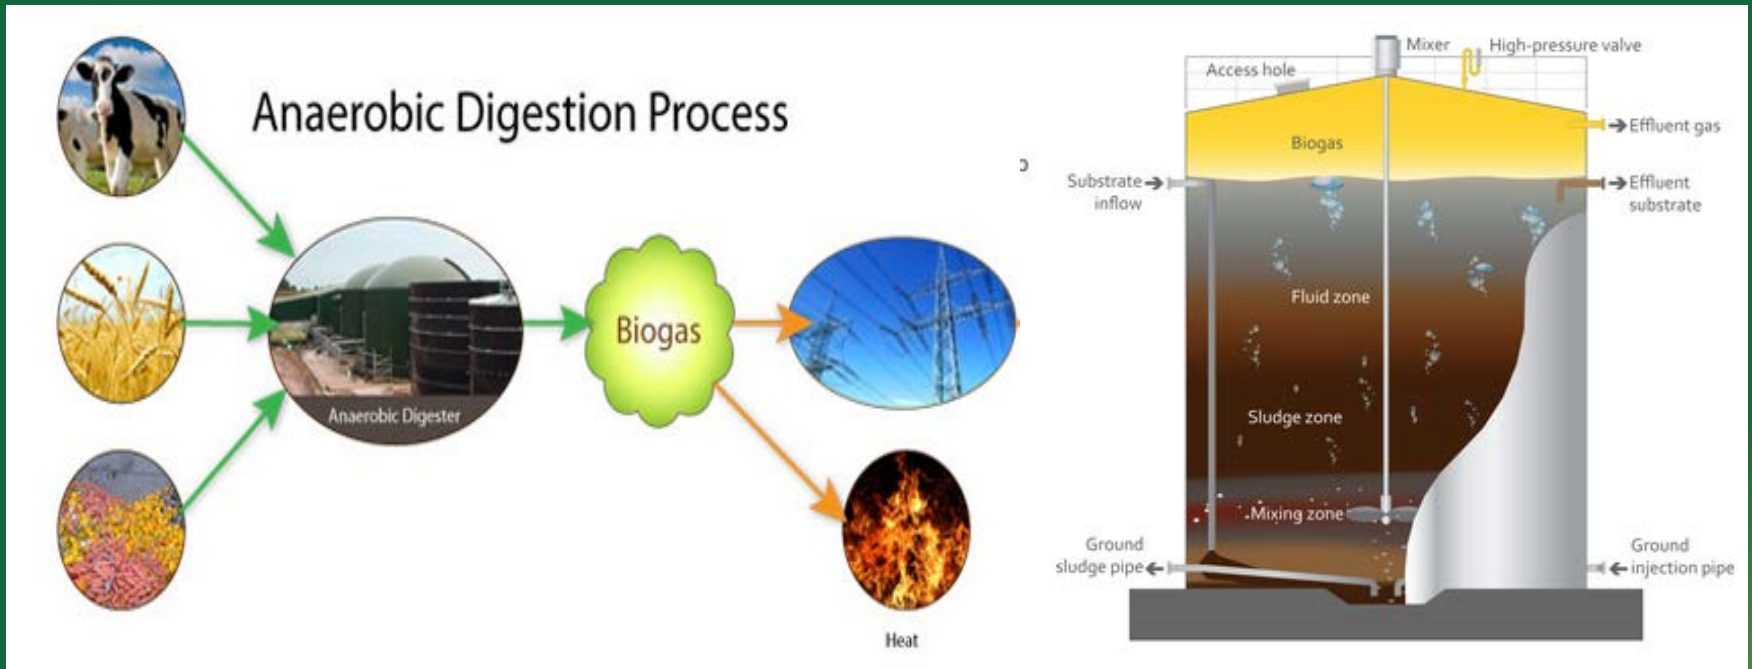 Anaerobic Digestion Process
Anaerobic Digester
Biogas
Heat
Mixer
High-pressure valve
Access hole
Biogas
Effluent gas
Substrate
inflow
Effluent
substrate
Fluid zone
Sludge zone
Mixing zone
Ground
sludge pipe
Ground
injection pipe